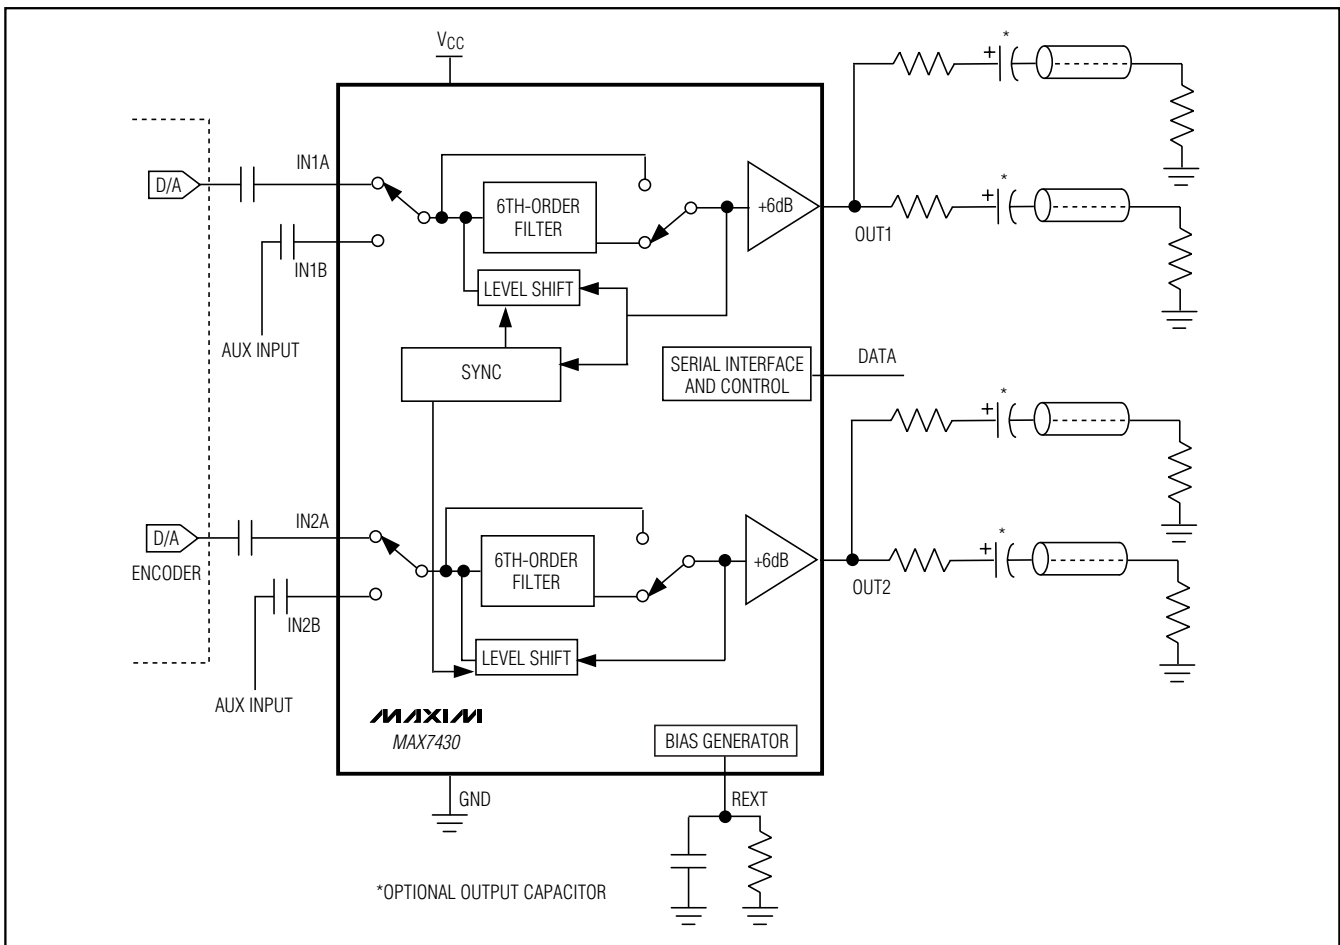 VCC
*
+
D/A
IN1A
6TH-ORDER
FILTER
+6dB
*
+
OUT1
IN1B
LEVEL SHIFT
AUX INPUT
SYNC
SERIAL INTERFACE
AND CONTROL
DATA
*
+
D/A
ENCODER
IN2A
6TH-ORDER
FILTER
+6dB
*
+
OUT2
IN2B
LEVEL SHIFT
AUX INPUT
MAXIM
MAX7430
BIAS GENERATOR
GND
REXT
*OPTIONAL OUTPUT CAPACITOR